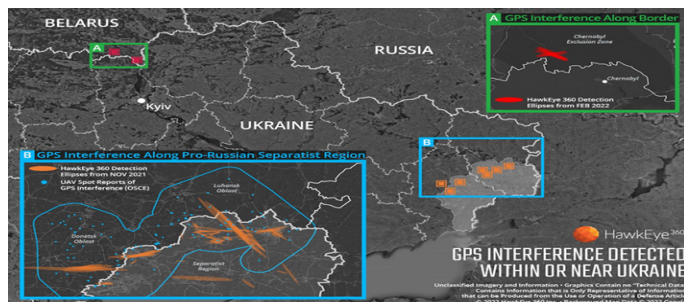 BELARUS
A
Kyiv
RUSSIA
UKRAINE
A GPS Interference Along Border
Chernobyl
Exclusion Zone
Chernobyl
HawkEye 360 Detection
Ellipses from FEB 2022
B
B GPS Interference Along Pro-Russian Separatist Region
HawkEye 360 Detection
Ellipses from NOV 2021
UAV Spot Reports of
GPS Interference (OSCE)
Luhansk
Oblast
Donetsk
Oblast
Separatist
Region
HawkEye 360
GPS INTERFERENCE DETECTED
WITHIN OR NEAR UKRAINE
Unclassified Imagery and Information • Graphics Contain no "Technical Data"
Contains Information that is Only Representative of Information
that can be Produced from the Use or Operation of a Defense Article